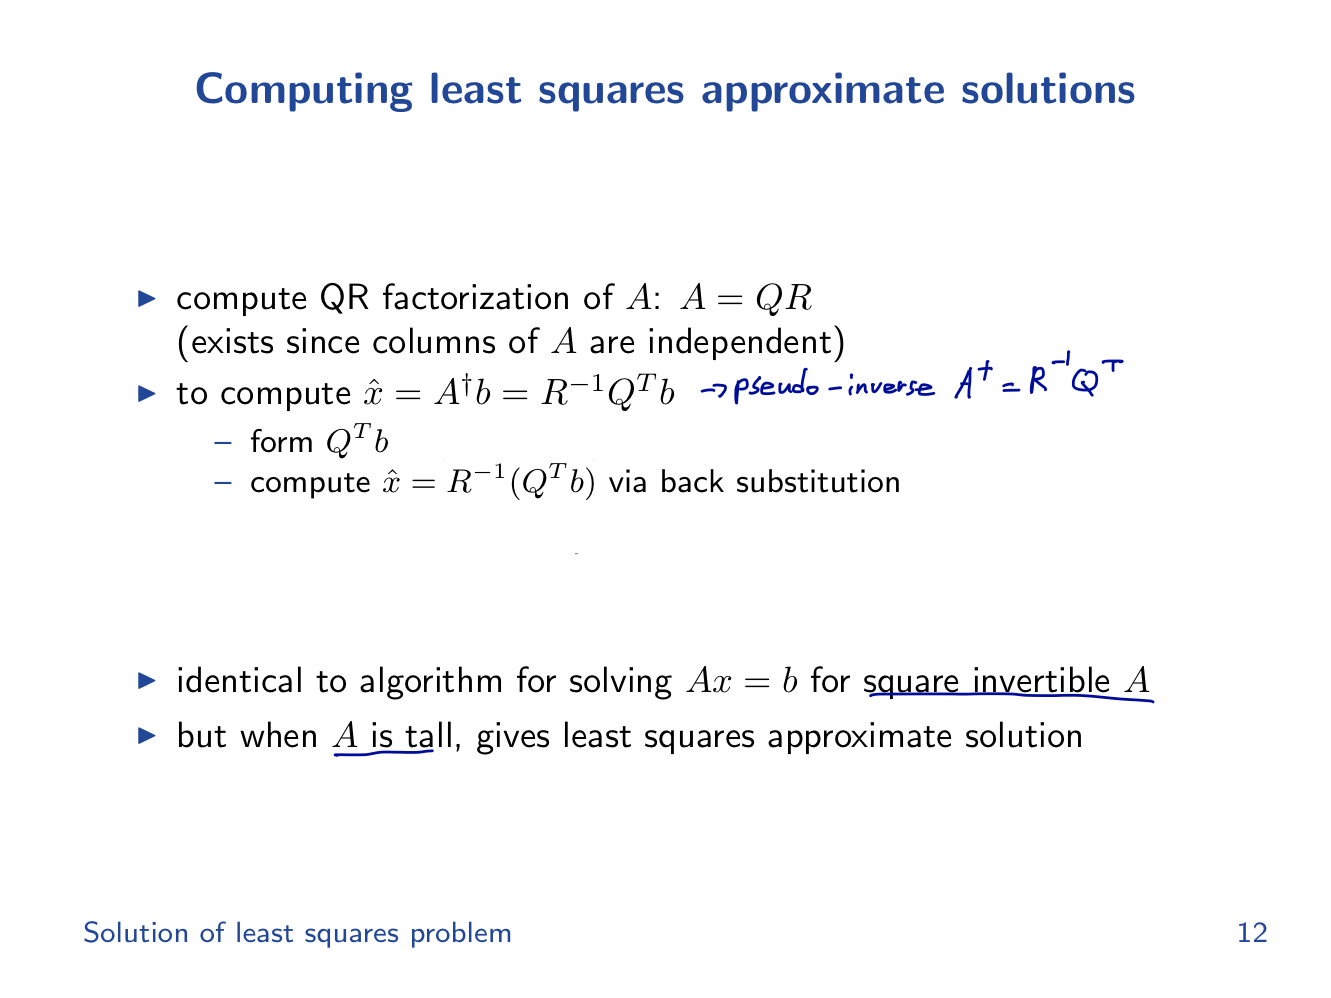 Computing least squares approximate solutions
▶ compute QR factorization of A: A = QR
(exists since columns of A are independent)
▶ to compute x̂ = A†b = R⁻¹Qᵀb → pseudo-inverse A† = R⁻¹Qᵀ
– form Qᵀb
– compute x̂ = R⁻¹(Qᵀb) via back substitution
▶ identical to algorithm for solving Ax = b for square invertible A
▶ but when A is tall, gives least squares approximate solution
Solution of least squares problem 12